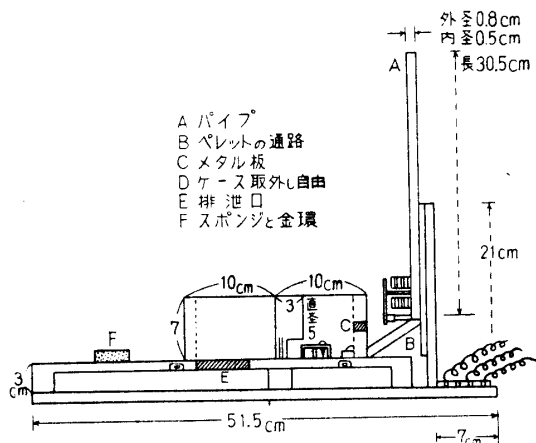 外径0.8cm
内径0.5cm
長30.5cm
A
A パイプ
B ペレットの通路
C メタル板
D ケース取外し自由
E 排泄口
F スポンジと金環
21cm
10cm
10cm
3
直径
5
7
C
B
F
E
3
cm
51.5cm
7cm